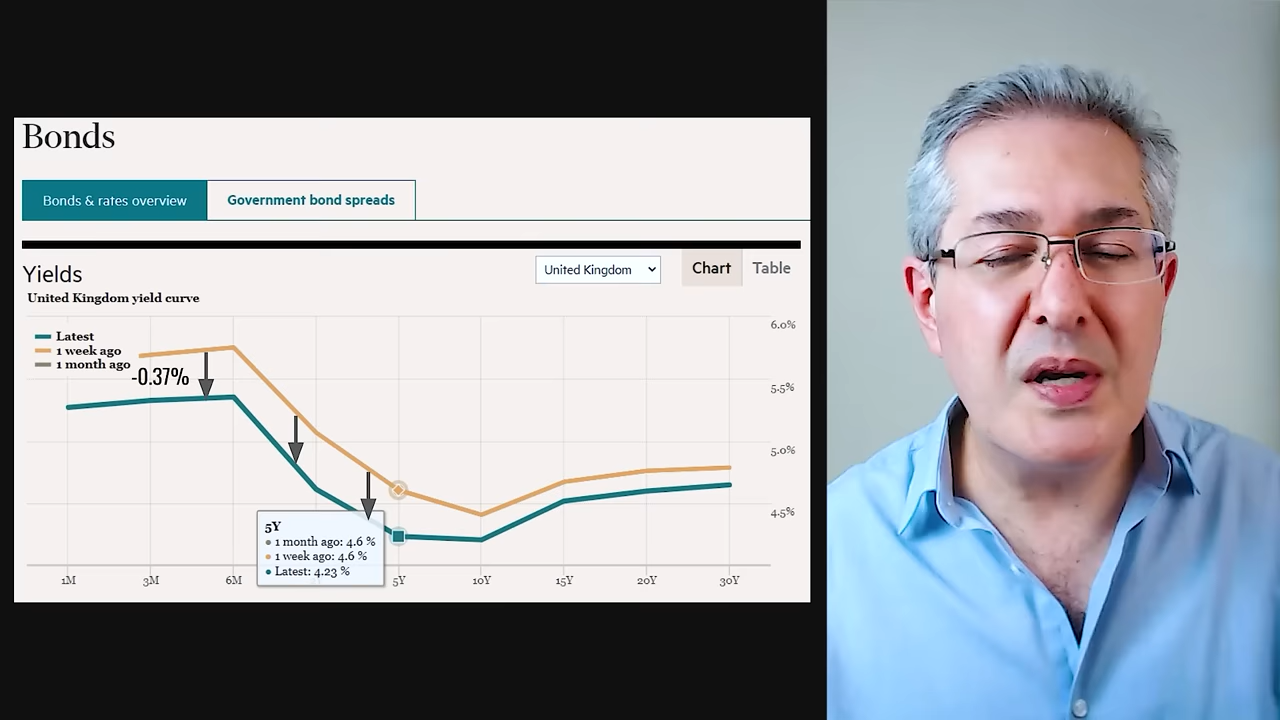 Bonds
Bonds & rates overview
Government bond spreads
Yields
United Kingdom
Chart
Table
United Kingdom yield curve
Latest
1 week ago
1 month ago
-0.37%
6.0%
5.5%
5.0%
4.5%
5Y
1 month ago: 4.6 %
1 week ago: 4.6 %
Latest: 4.23 %
1M
3M
6M
5Y
10Y
15Y
20Y
30Y